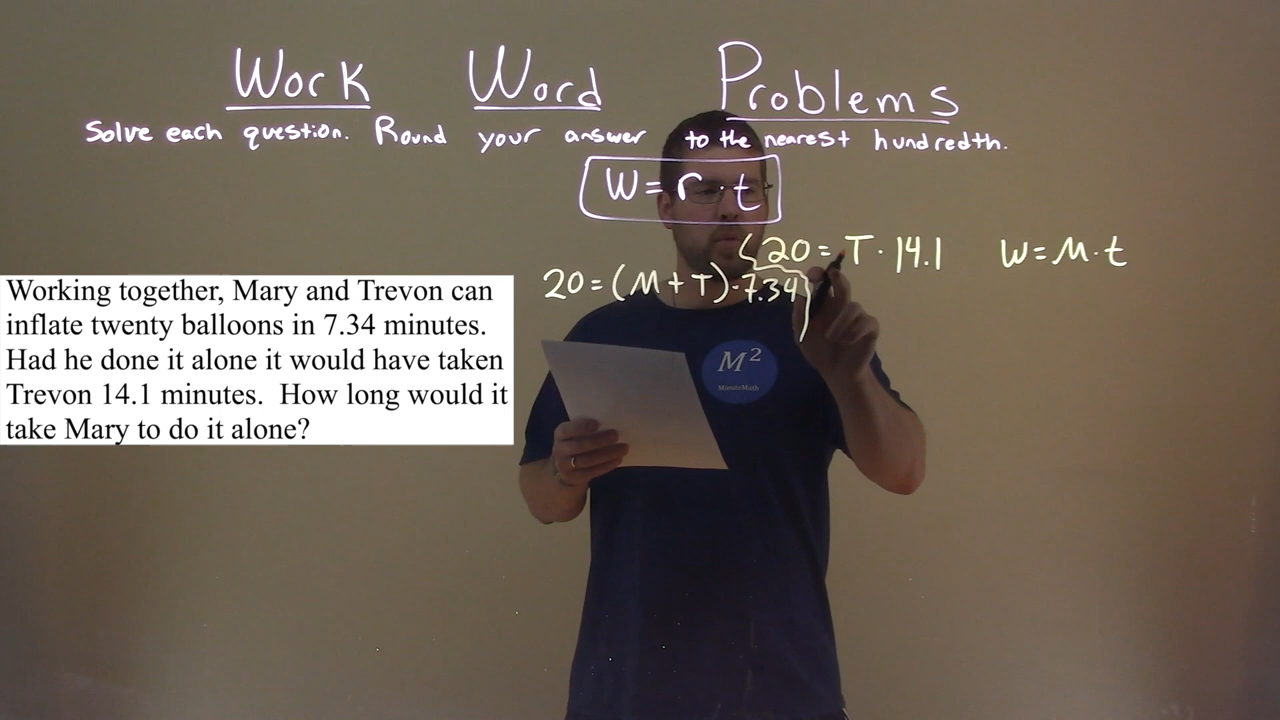 Work Word Problems
Solve each question. Round your answer to the nearest hundredth.
W = r · t
20 = T · 14.1 W = M · t
20 = (M + T) · 7.34
Working together, Mary and Trevon can
inflate twenty balloons in 7.34 minutes.
Had he done it alone it would have taken
Trevon 14.1 minutes. How long would it
take Mary to do it alone?
M²
MinuteMath